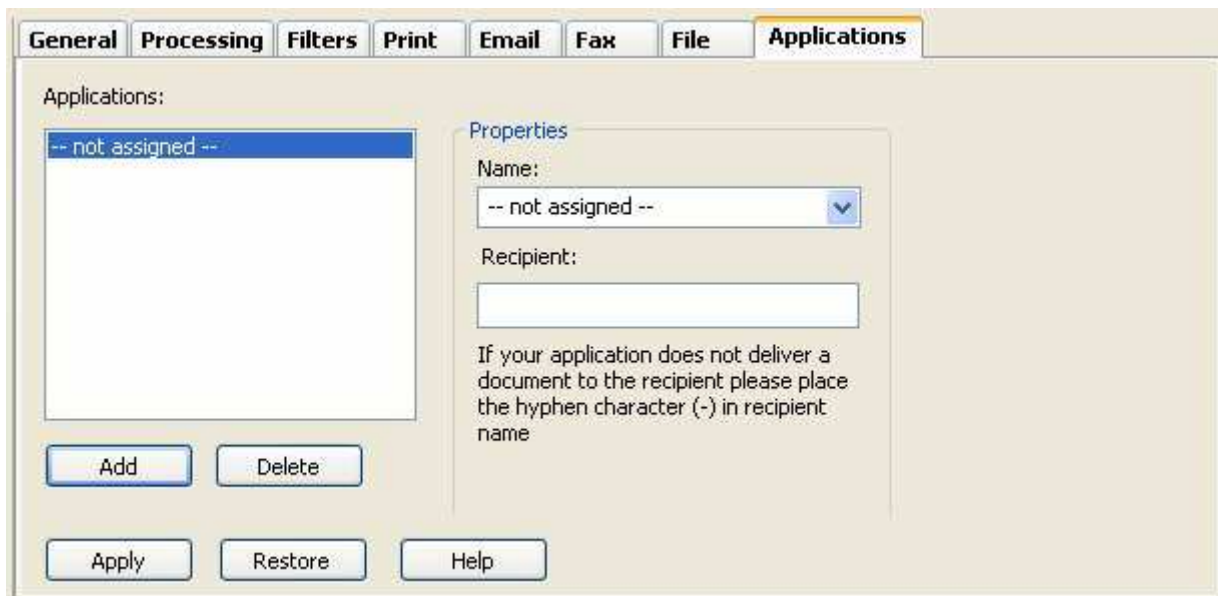 General Processing Filters Print Email Fax File Applications
Applications:
-- not assigned --
Properties
Name:
-- not assigned --
Recipient:
If your application does not deliver a
document to the recipient please place
the hyphen character (-) in recipient
name
Add Delete
Apply Restore Help